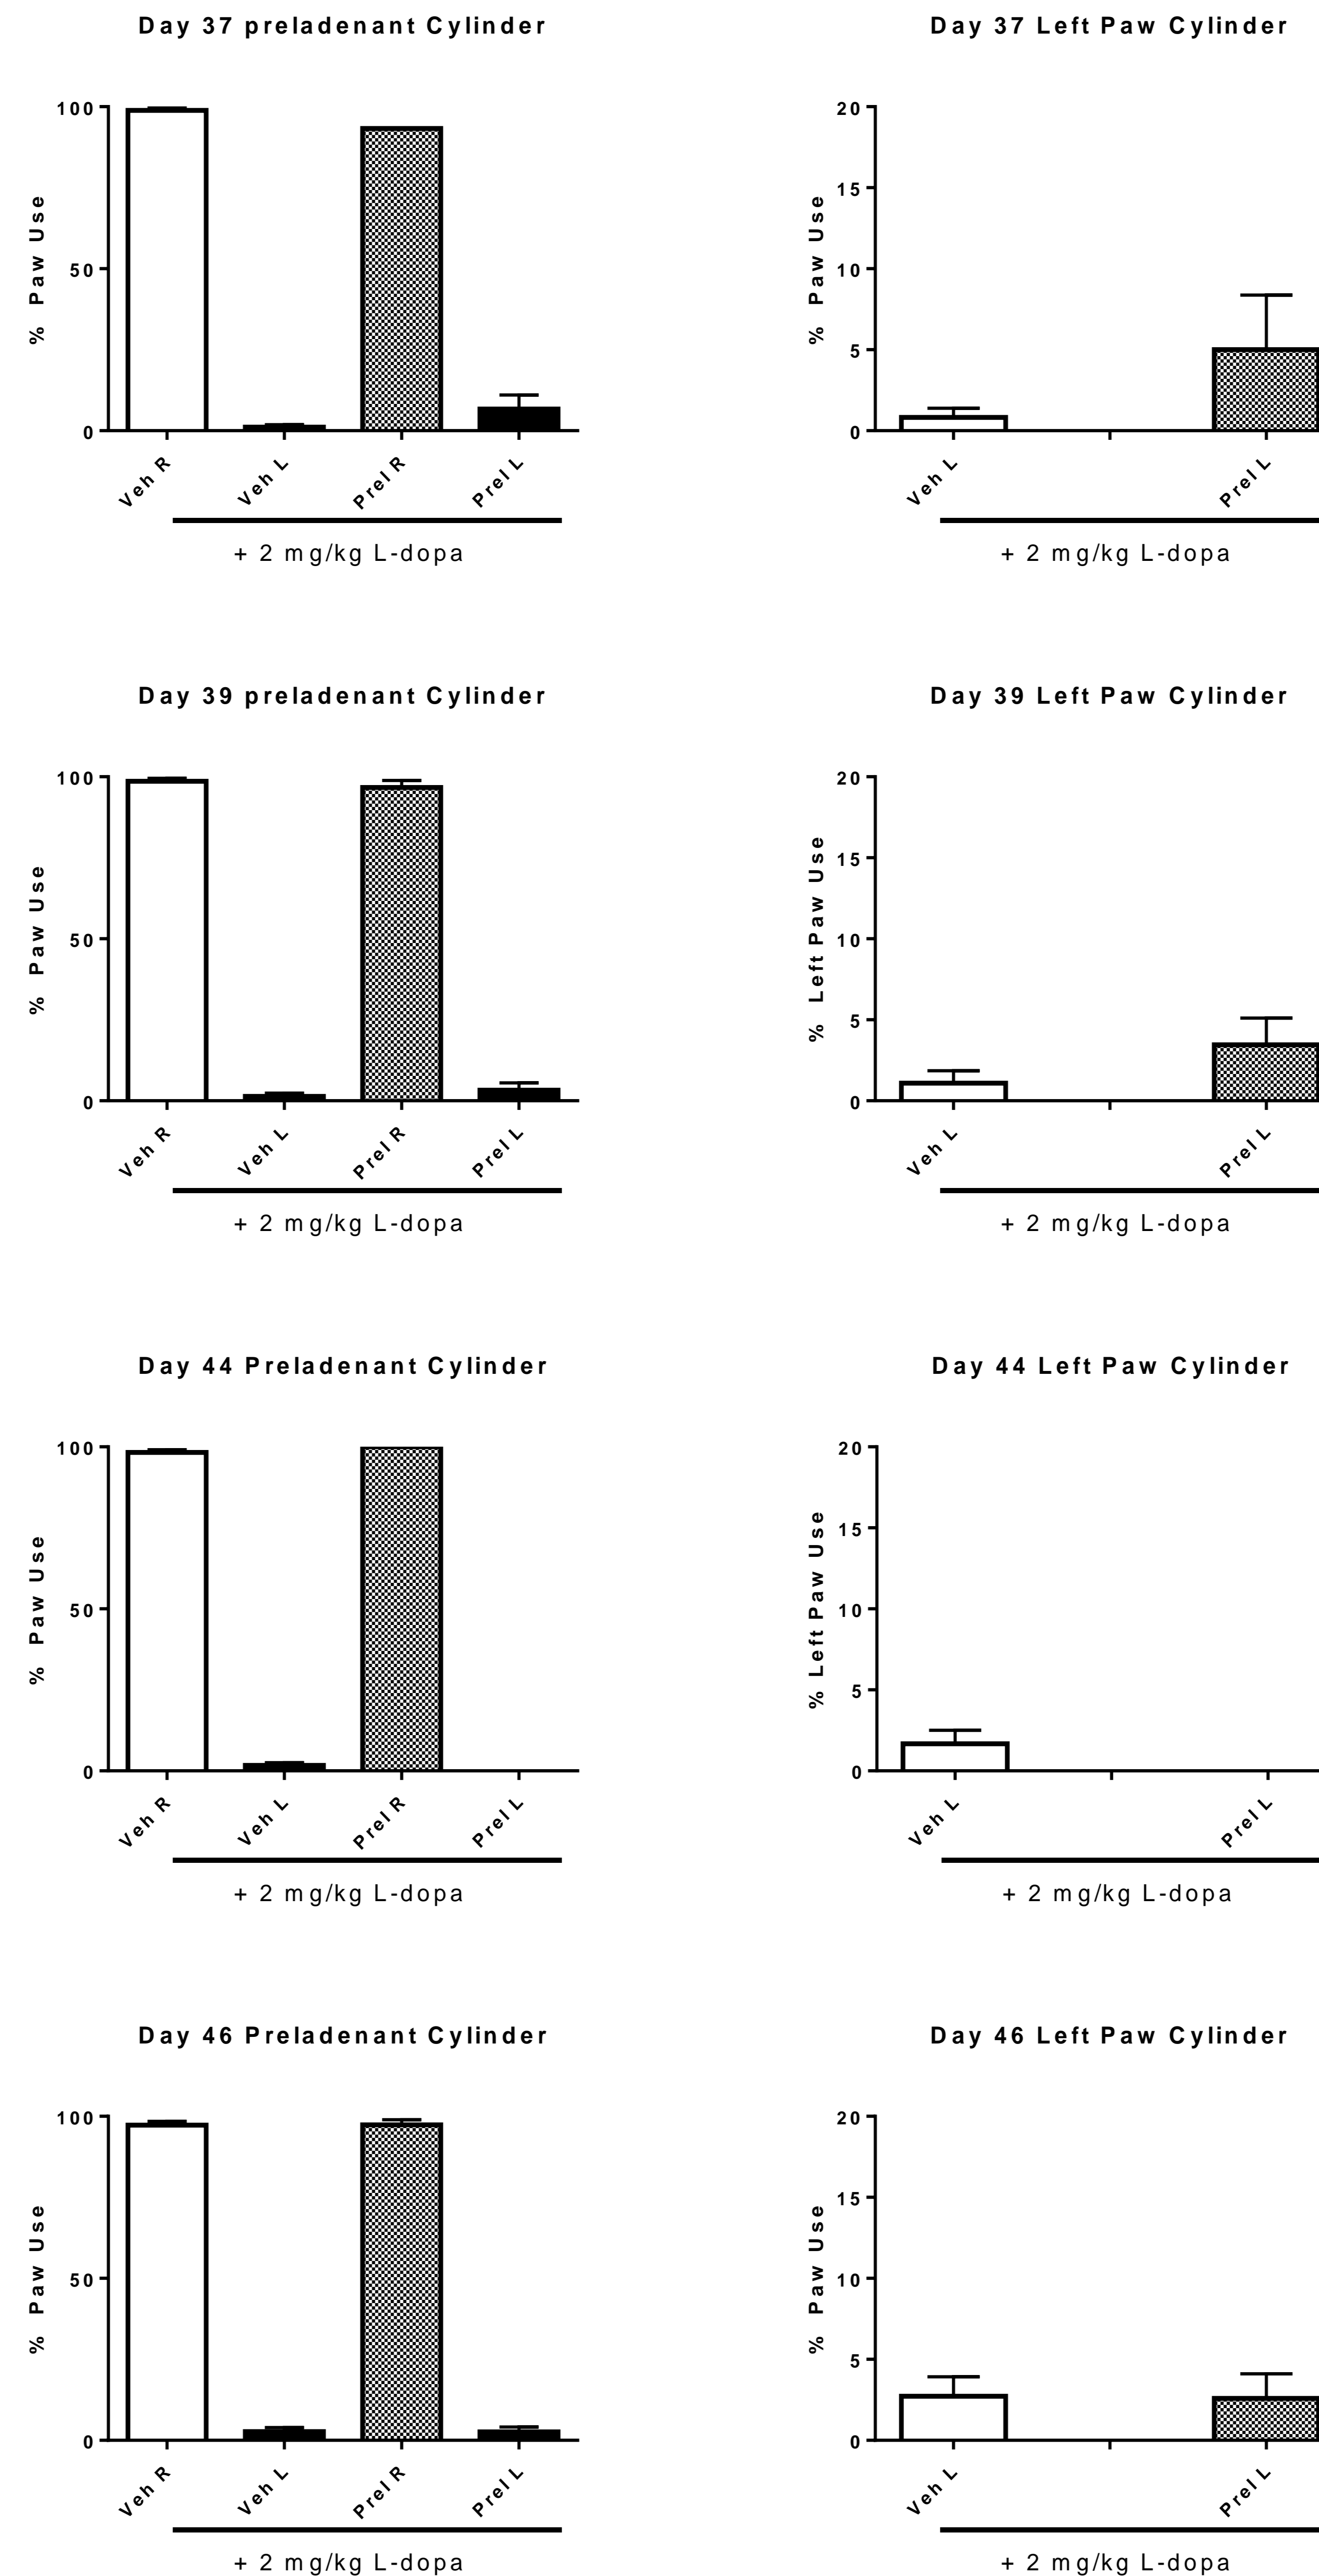 Day 37 preladenant Cylinder
100
50
0
% Paw Use
Veh R
Veh L
Prel R
Prel L
+ 2 mg/kg L-dopa
Day 37 Left Paw Cylinder
20
15
10
5
0
% Paw Use
Veh L
Prel L
+ 2 mg/kg L-dopa
Day 39 preladenant Cylinder
100
50
0
% Paw Use
Veh R
Veh L
Prel R
Prel L
+ 2 mg/kg L-dopa
Day 39 Left Paw Cylinder
20
15
10
5
0
% Left Paw Use
Veh L
Prel L
+ 2 mg/kg L-dopa
Day 44 Preladenant Cylinder
100
50
0
% Paw Use
Veh R
Veh L
Prel R
Prel L
+ 2 mg/kg L-dopa
Day 44 Left Paw Cylinder
20
15
10
5
0
% Left Paw Use
Veh L
Prel L
+ 2 mg/kg L-dopa
Day 46 Preladenant Cylinder
100
50
0
% Paw Use
Veh R
Veh L
Prel R
Prel L
+ 2 mg/kg L-dopa
Day 46 Left Paw Cylinder
20
15
10
5
0
% Paw Use
Veh L
Prel L
+ 2 mg/kg L-dopa